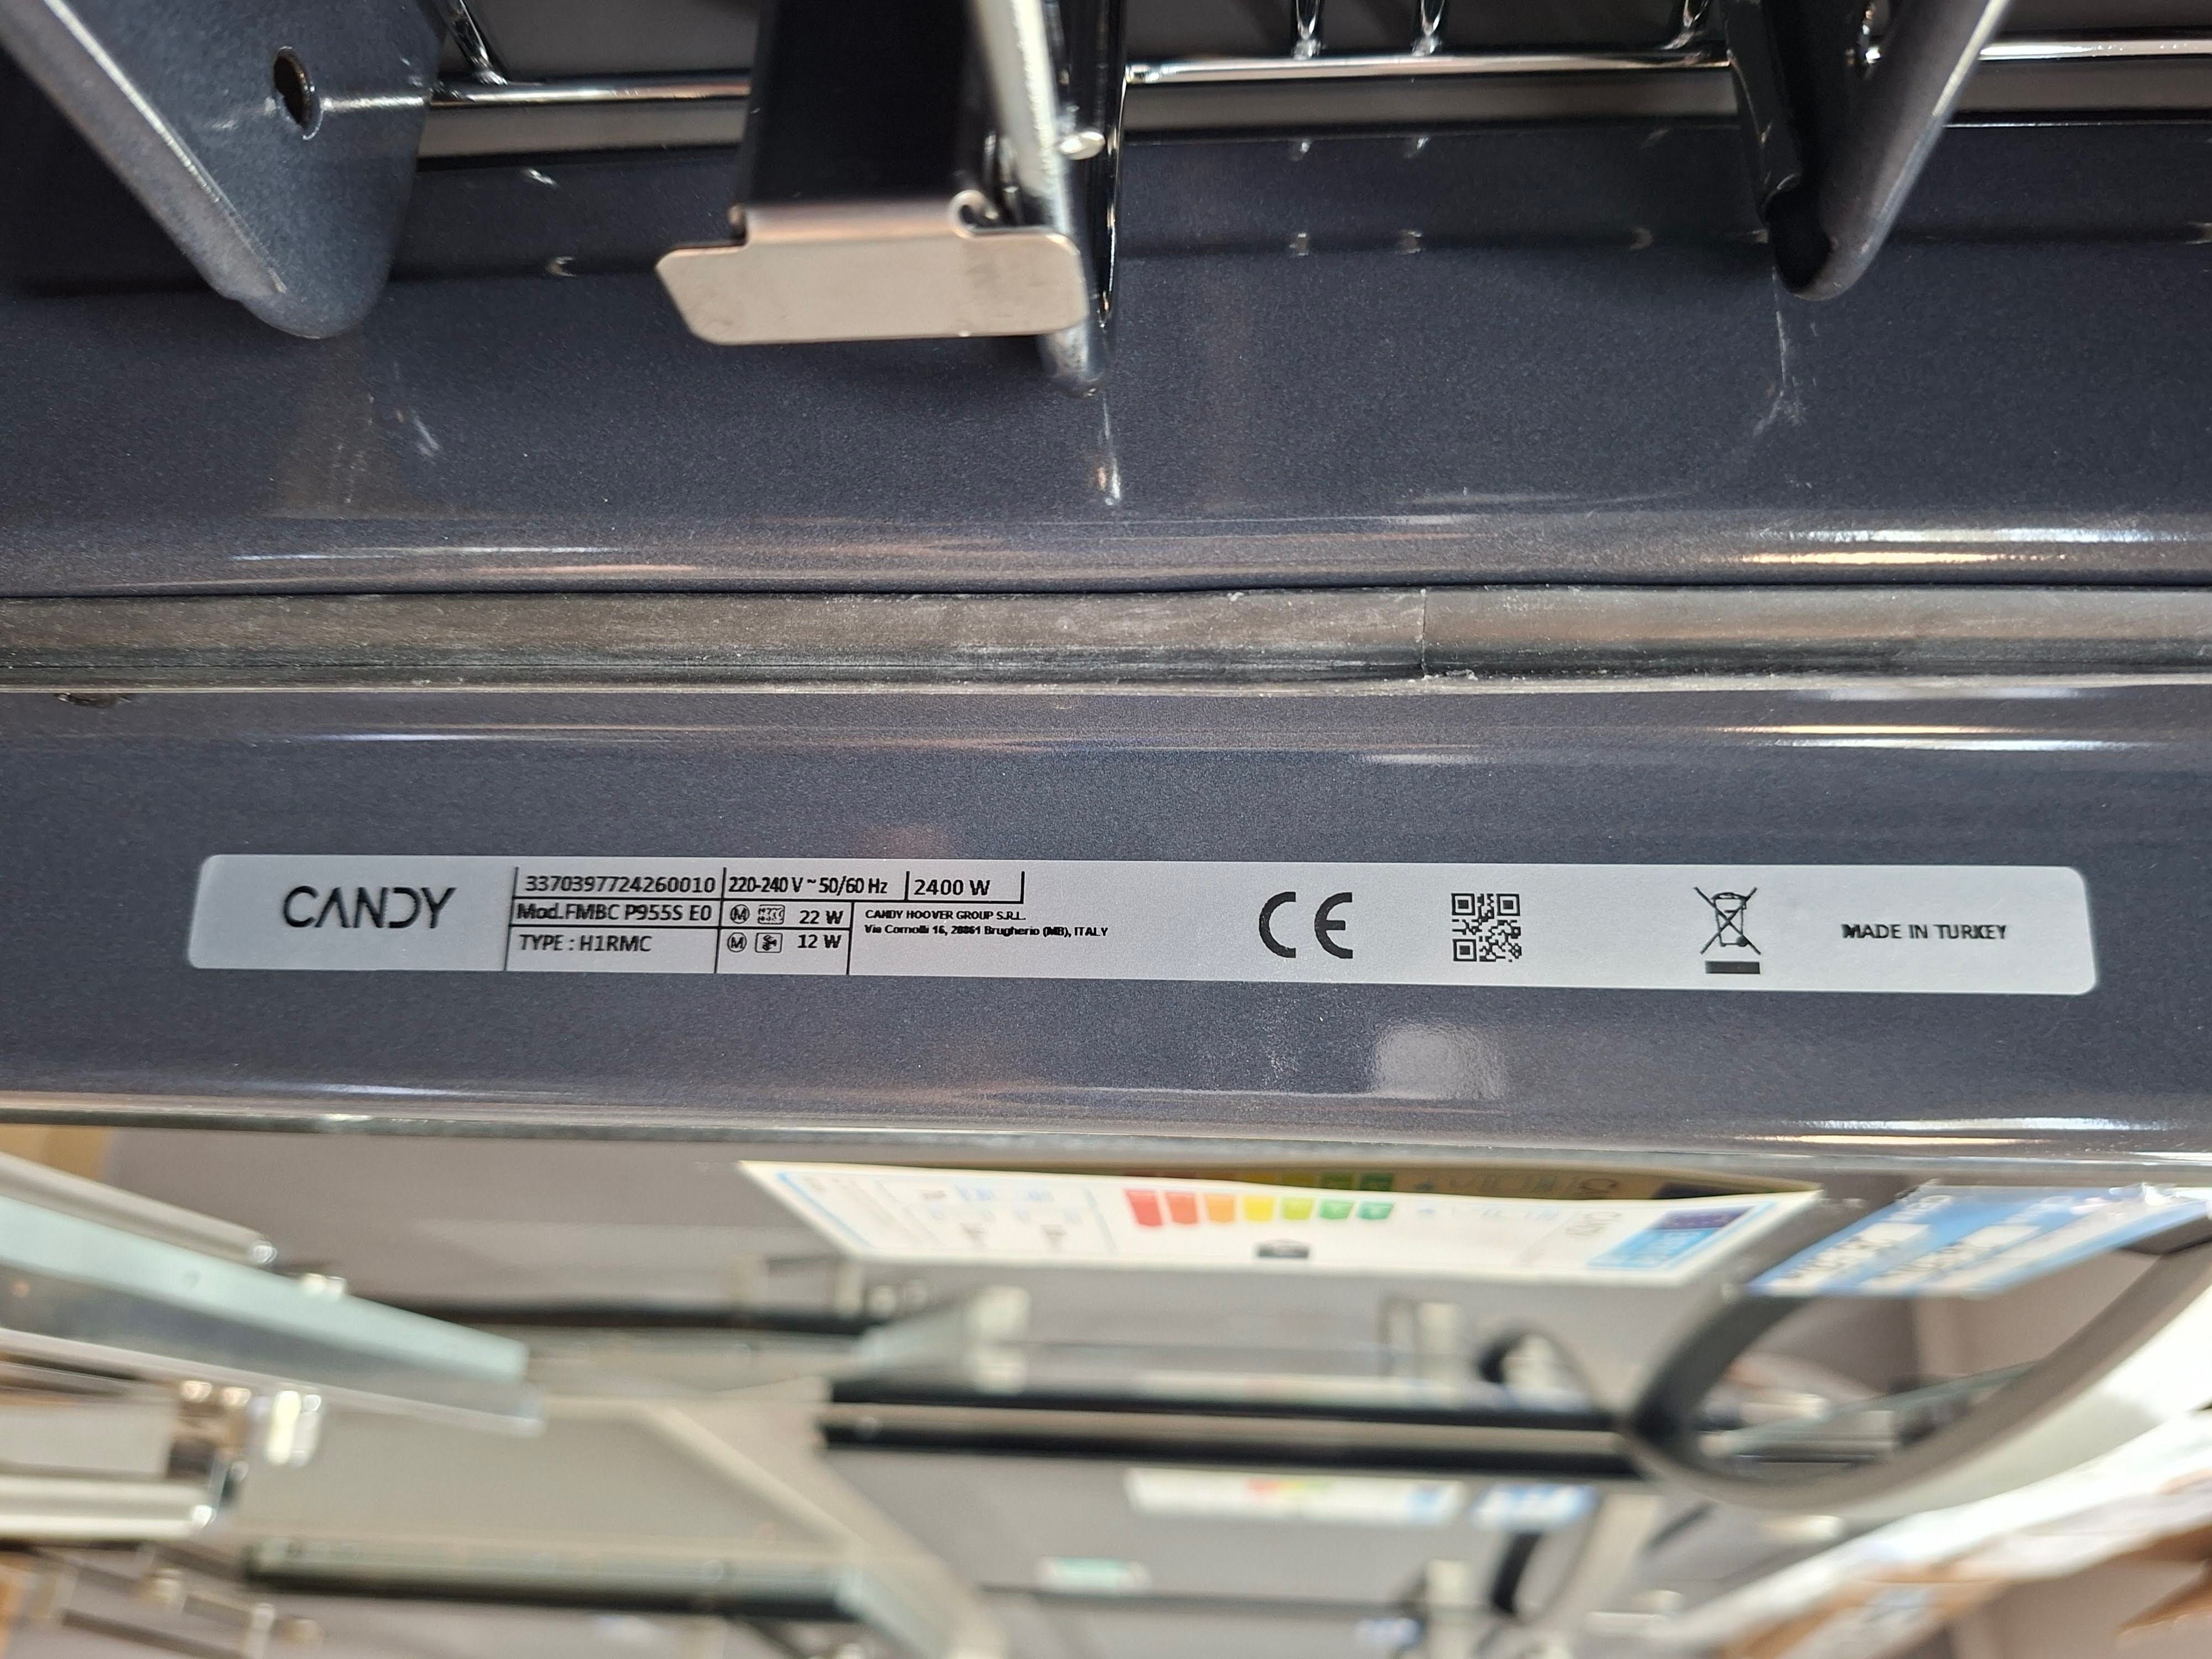 CANDY
3370397724260010
220-240 V ~ 50/60 Hz
2400 W
Mod.FMBC P955S E0
M
22 W
TYPE : H1RMC
M
12 W
CANDY HOOVER GROUP S.R.L.
Via Comolli 16, 20861 Brugherio (MB), ITALY
CE
MADE IN TURKEY